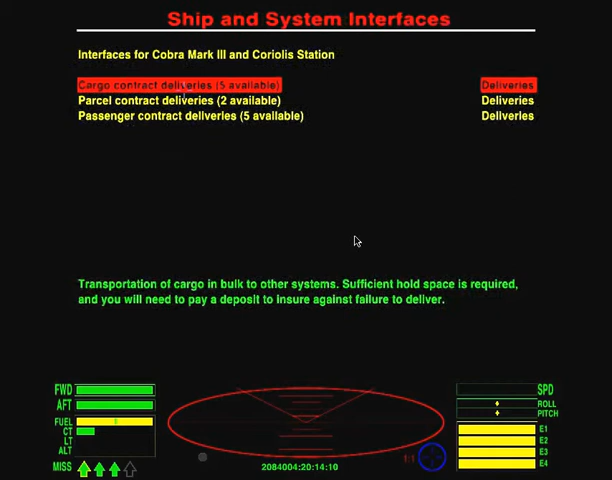 Ship and System Interfaces
Interfaces for Cobra Mark III and Coriolis Station
Cargo contract deliveries (5 available) Deliveries
Parcel contract deliveries (2 available) Deliveries
Passenger contract deliveries (5 available) Deliveries
Transportation of cargo in bulk to other systems. Sufficient hold space is required,
and you will need to pay a deposit to insure against failure to deliver.
FWD SPD
AFT ROLL
PITCH
FUEL E1
CT E2
LT E3
ALT 1:1 E4
MISS 2084004:20:14:10